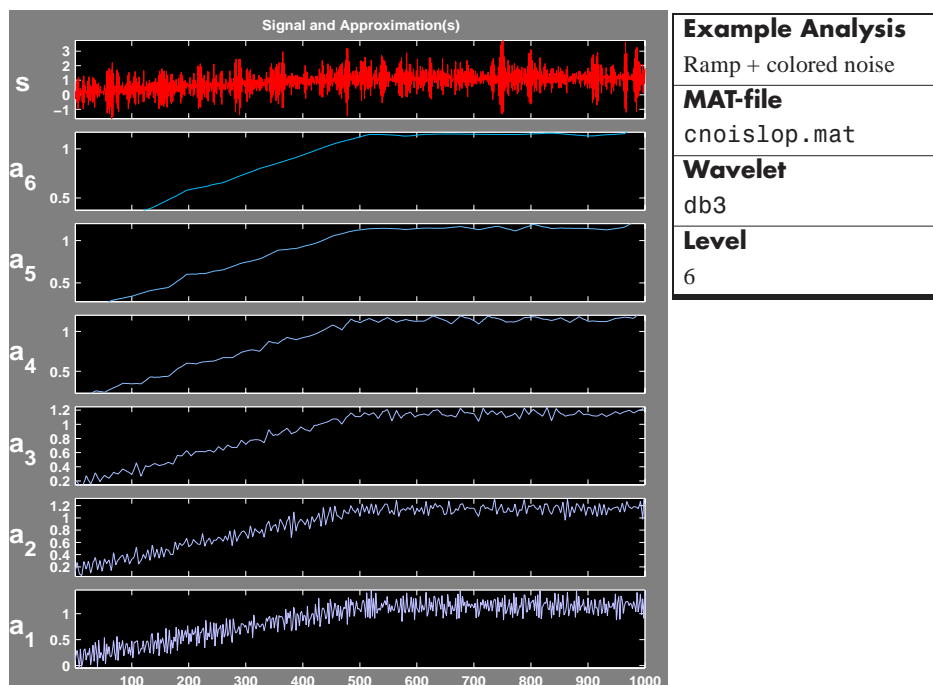 Signal and Approximation(s)
s
3
2
1
0
−1
a6
1
0.5
a5
1
0.5
a4
1
0.5
a3
1.2
1
0.8
0.6
0.4
0.2
a2
1.2
1
0.8
0.6
0.4
0.2
a1
1
0.5
0
100 200 300 400 500 600 700 800 900 1000
Example Analysis
Ramp + colored noise
MAT-file
cnoislop.mat
Wavelet
db3
Level
6